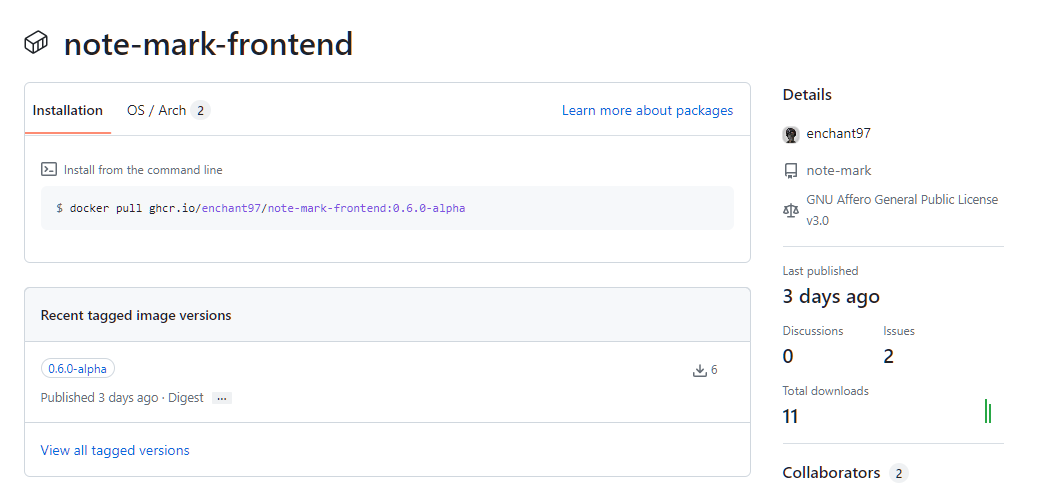 note-mark-frontend
Installation
OS / Arch 2
Learn more about packages
Install from the command line
$ docker pull ghcr.io/enchant97/note-mark-frontend:0.6.0-alpha
Recent tagged image versions
0.6.0-alpha
6
Published 3 days ago · Digest ...
View all tagged versions
Details
enchant97
note-mark
GNU Affero General Public License
v3.0
Last published
3 days ago
Discussions
0
Issues
2
Total downloads
11
Collaborators 2